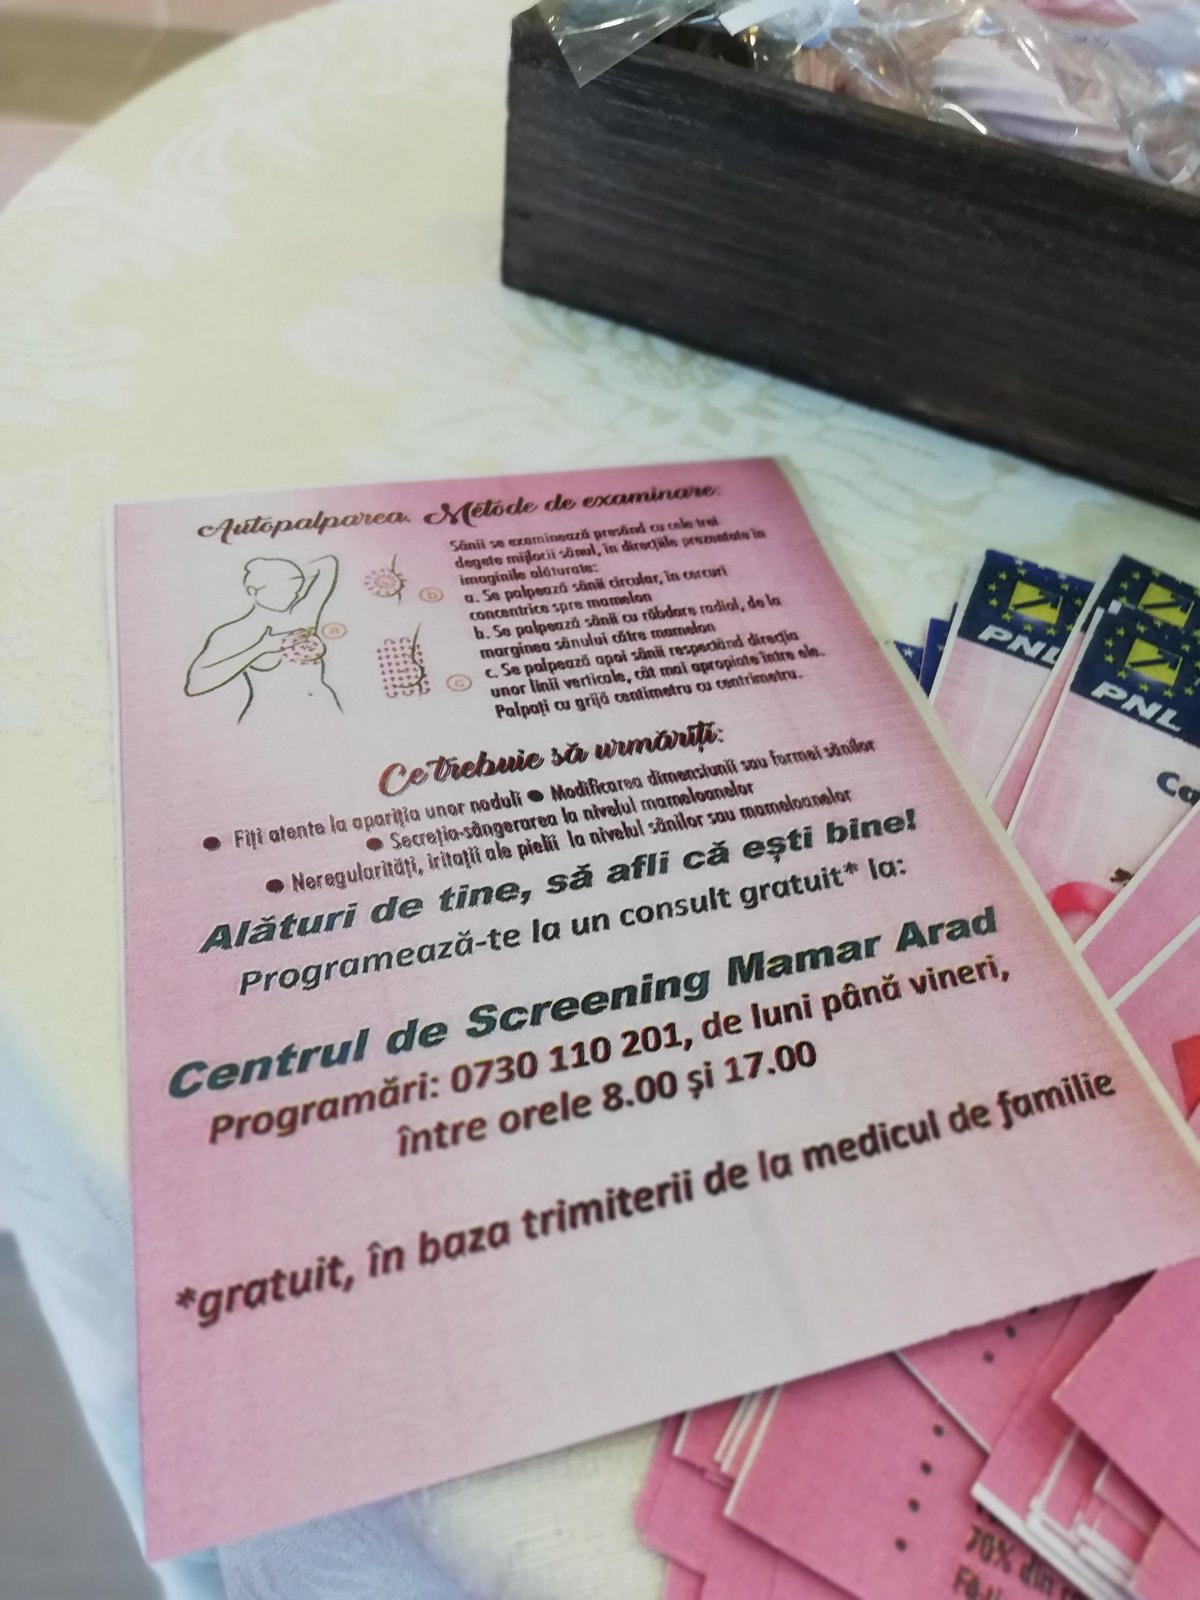 Autopalparea. Metode de examinare:
Sânii se examinează presând cu cele trei
degete mijlocii sânul, în direcțiile prezentate în
imaginile alăturate:
a. Se palpează sânii circular, în cercuri
concentrice spre mamelon
b. Se palpează sânii cu răbdare radial, de la
marginea sânului către mamelon
c. Se palpează apoi sânii respectând direcția
unor linii verticale, cât mai apropiate între ele.
Palpați cu grijă centimetru cu centrimetru.
b
a
c
Ce trebuie să urmăriți:
● Fiți atente la apariția unor noduli ● Modificarea dimensiunii sau formei sânilor
● Secreția-sângerarea la nivelul mameloanelor
● Neregularități, iritații ale pielii la nivelul sânilor sau mameloanelor
Alături de tine, să afli că ești bine!
Programează-te la un consult gratuit* la:
Centrul de Screening Mamar Arad
Programări: 0730 110 201, de luni până vineri,
între orele 8.00 și 17.00
*gratuit, în baza trimiterii de la medicul de familie
PNL
PNL
Ca
70% din